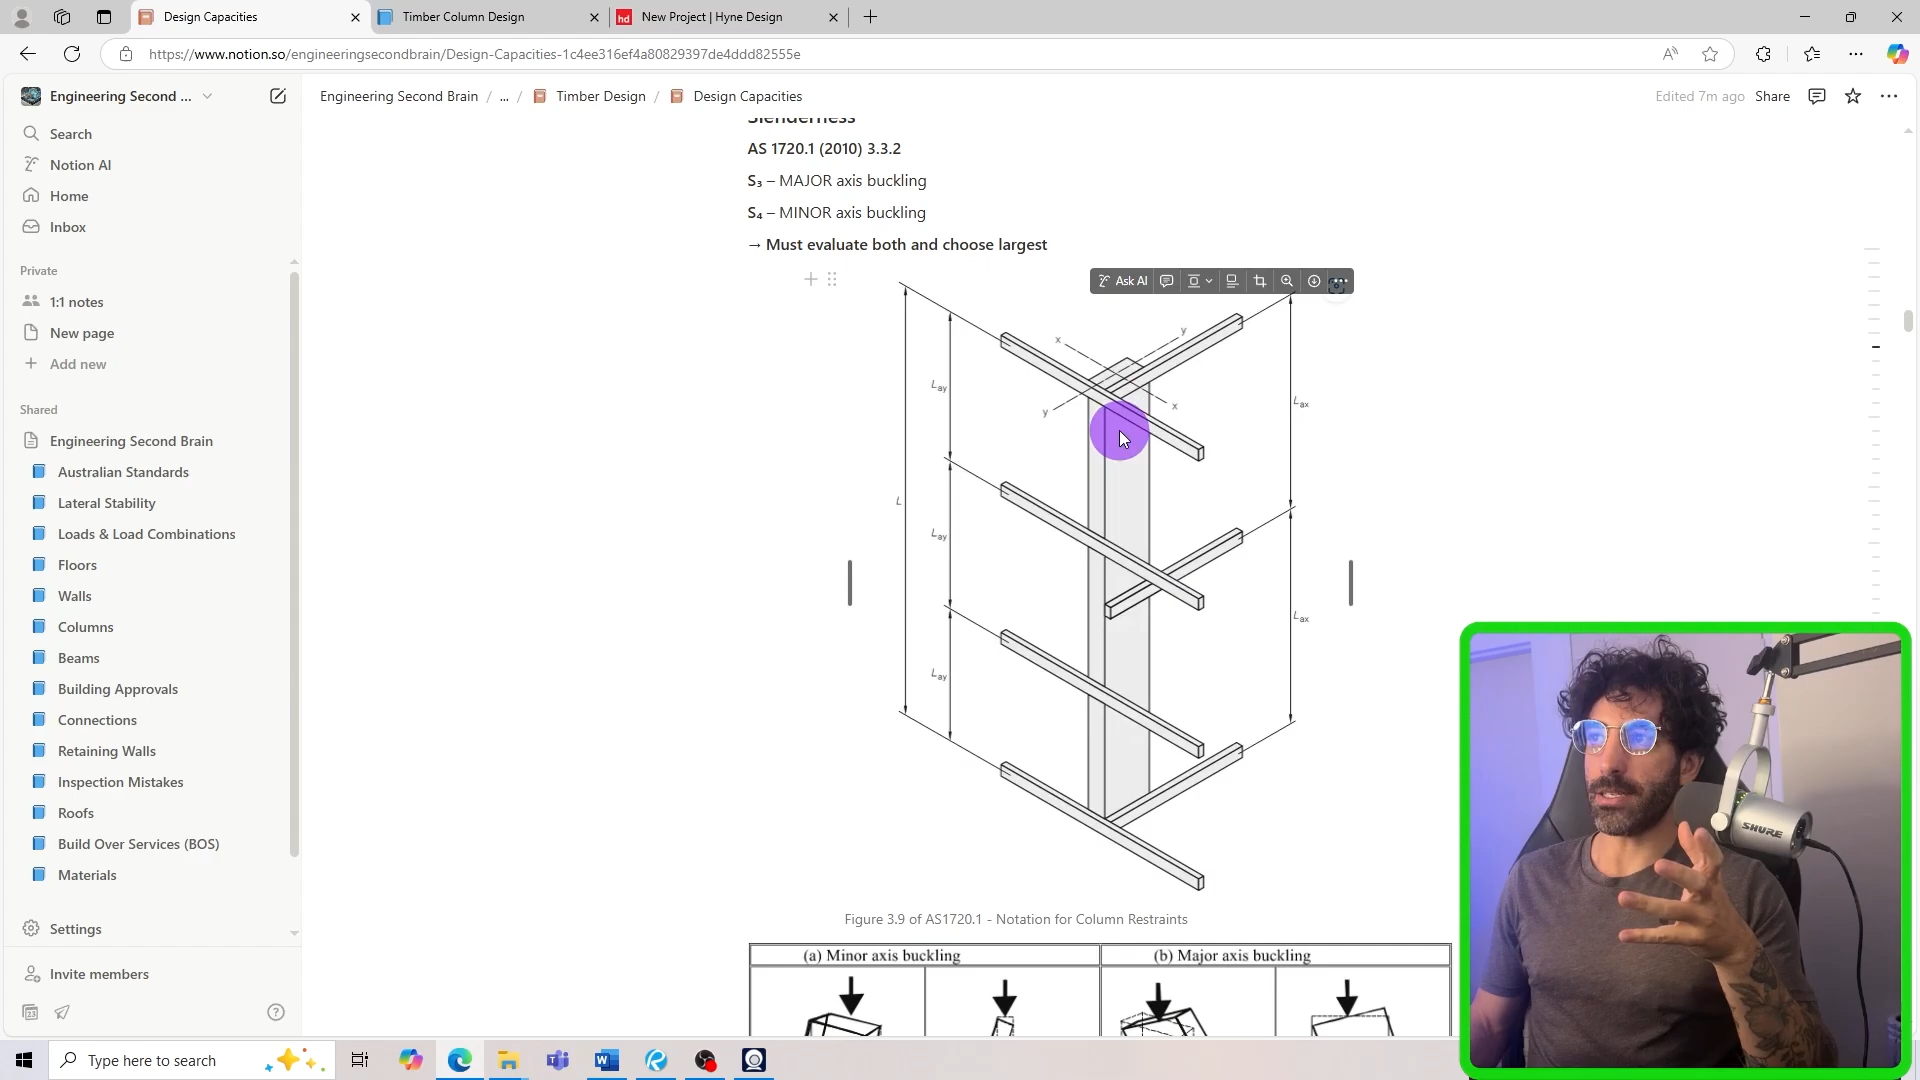 Design Capacities
Timber Column Design
New Project | Hyne Design
hd
https://www.notion.so/engineeringsecondbrain/Design-Capacities-1c4ee316ef4a80829397de4ddd82555e
Engineering Second ...
Engineering Second Brain / ... / Timber Design / Design Capacities
Edited 7m ago
Share
Search
Notion AI
Home
Inbox
Private
1:1 notes
New page
Add new
Shared
Engineering Second Brain
Australian Standards
Lateral Stability
Loads & Load Combinations
Floors
Walls
Columns
Beams
Building Approvals
Connections
Retaining Walls
Inspection Mistakes
Roofs
Build Over Services (BOS)
Materials
Settings
Invite members
Slenderness
AS 1720.1 (2010) 3.3.2
S₃ – MAJOR axis buckling
S₄ – MINOR axis buckling
→ Must evaluate both and choose largest
Ask AI
x
y
y
x
Lay
Lax
L
Lay
Lax
Lay
Figure 3.9 of AS1720.1 - Notation for Column Restraints
(a) Minor axis buckling
(b) Major axis buckling
SHURE
Type here to search